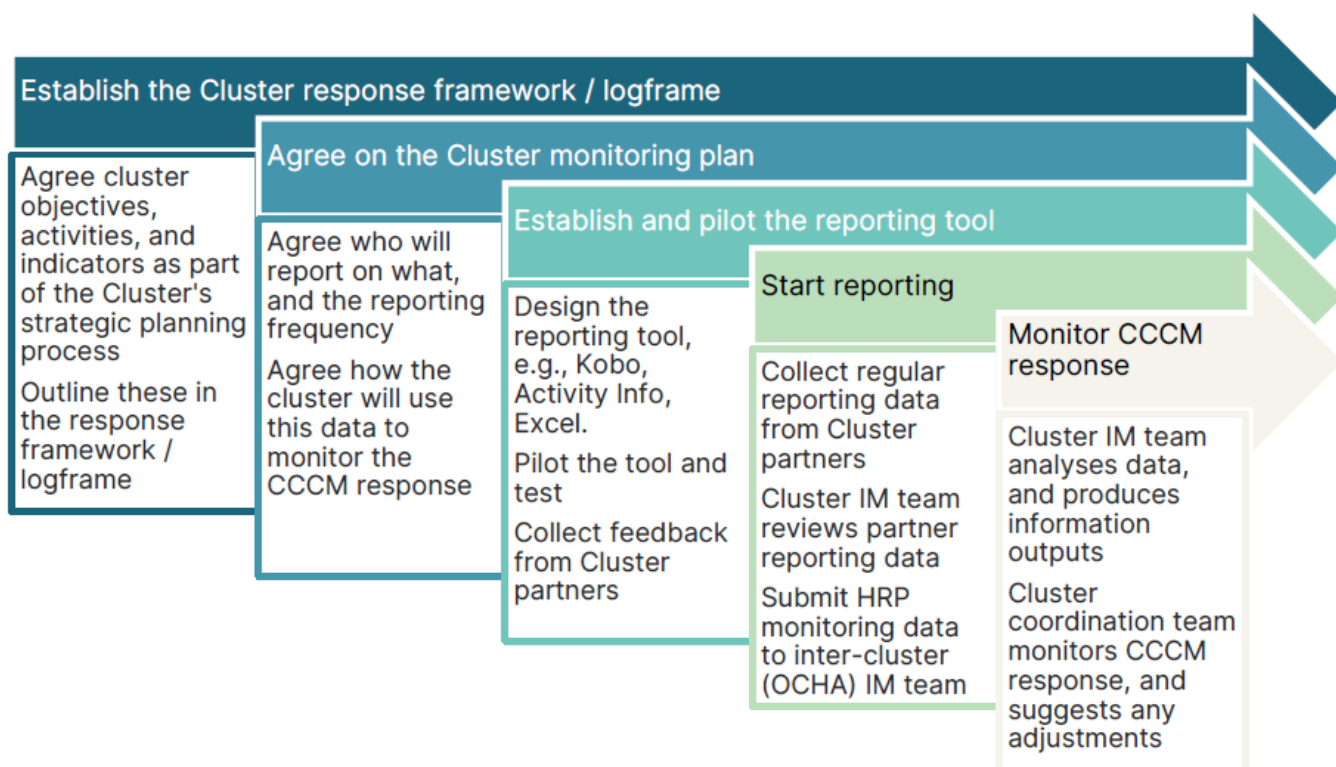 Establish the Cluster response framework / logframe
Agree cluster
objectives,
activities, and
indicators as part
of the Cluster's
strategic planning
process
Outline these in
the response
framework /
logframe
Agree on the Cluster monitoring plan
Agree who will
report on what,
and the reporting
frequency
Agree how the
cluster will use
this data to
monitor the
CCCM response
Establish and pilot the reporting tool
Design the
reporting tool,
e.g., Kobo,
Activity Info,
Excel.
Pilot the tool and
test
Collect feedback
from Cluster
partners
Start reporting
Collect regular
reporting data
from Cluster
partners
Cluster IM team
reviews partner
reporting data
Submit HRP
monitoring data
to inter-cluster
(OCHA) IM team
Monitor CCCM
response
Cluster IM team
analyses data,
and produces
information
outputs
Cluster
coordination team
monitors CCCM
response, and
suggests any
adjustments